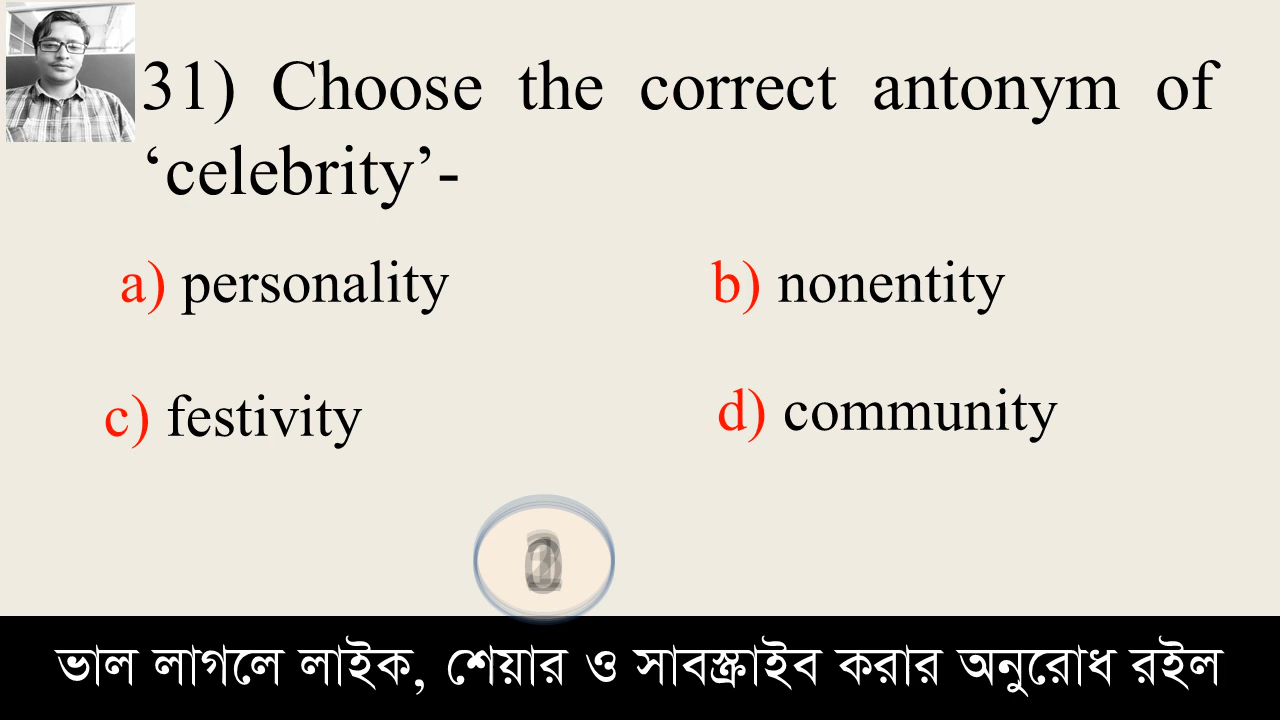 31) Choose the correct antonym of
‘celebrity’-
a) personality b) nonentity
c) festivity d) community
ভাল লাগলে লাইক, শেয়ার ও সাবস্ক্রাইব করার অনুরোধ রইল